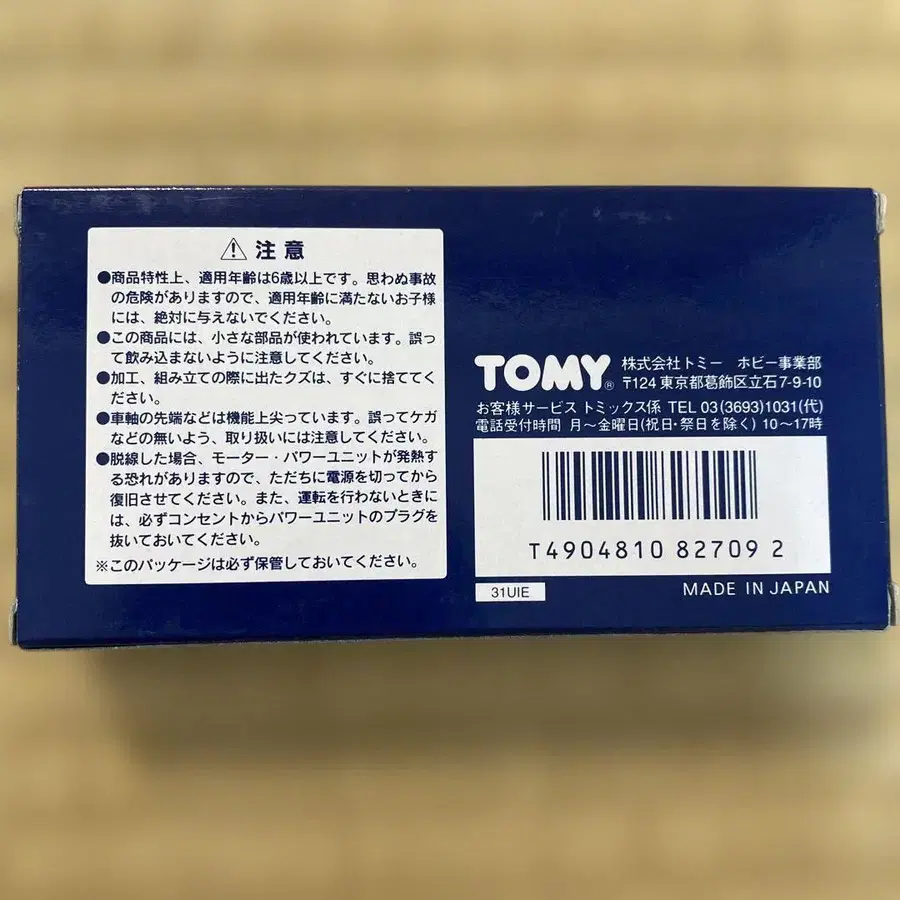 ⚠注意
●商品特性上、適用年齢は6歳以上です。思わぬ事故
の危険がありますので、適用年齢に満たないお子様
には、絶対に与えないでください。
●この商品には、小さな部品が使われています。誤っ
て飲み込まないように注意してください。
●加工、組み立ての際に出たクズは、すぐに捨ててく
ださい。
●車軸の先端などは機能上尖っています。誤ってケガ
などの無いよう、取り扱いには注意してください。
●脱線した場合、モーター・パワーユニットが発熱す
る恐れがありますので、ただちに電源を切ってから
復旧させてください。また、運転を行わないときに
は、必ずコンセントからパワーユニットのプラグを
抜いておいてください。
※このパッケージは必ず保管しておいてください。
TOMY® 株式会社トミー ホビー事業部
〒124 東京都葛飾区立石7-9-10
お客様サービス トミックス係 TEL 03(3693)1031(代)
電話受付時間 月〜金曜日(祝日・祭日を除く) 10〜17時
T4904810 82709 2
31UIE
MADE IN JAPAN